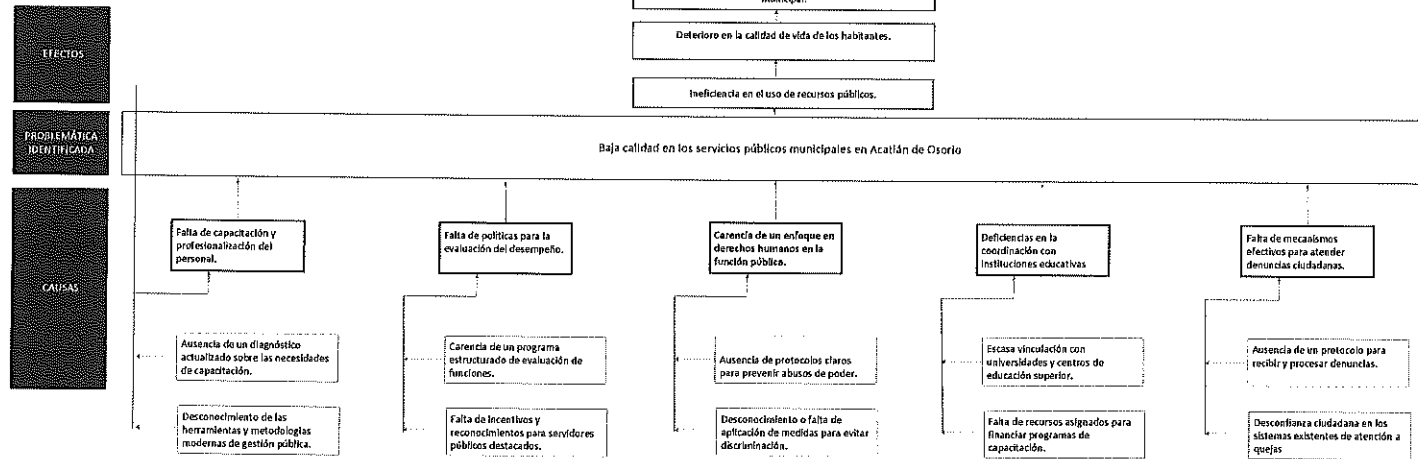 municipal.
EFECTOS
Deterioro en la calidad de vida de los habitantes.
Ineficiencia en el uso de recursos públicos.
PROBLEMÁTICA
IDENTIFICADA
Baja calidad en los servicios públicos municipales en Acatlán de Osorio
CAUSAS
Falta de capacitación y
profesionalización del
personal.
Falta de políticas para la
evaluación del desempeño.
Carencia de un enfoque en
derechos humanos en la
función pública.
Deficiencias en la
coordinación con
instituciones educativas
Falta de mecanismos
efectivos para atender
denuncias ciudadanas.
Ausencia de un diagnóstico
actualizado sobre las necesidades
de capacitación.
Carencia de un programa
estructurado de evaluación de
funciones.
Ausencia de protocolos claros
para prevenir abusos de poder.
Escasa vinculación con
universidades y centros de
educación superior.
Ausencia de un protocolo para
recibir y procesar denuncias.
Desconocimiento de las
herramientas y metodologías
modernas de gestión pública.
Falta de incentivos y
reconocimientos para servidores
públicos destacados.
Desconocimiento o falta de
aplicación de medidas para evitar
discriminación.
Falta de recursos asignados para
financiar programas de
capacitación.
Desconfianza ciudadana en los
sistemas existentes de atención a
quejas